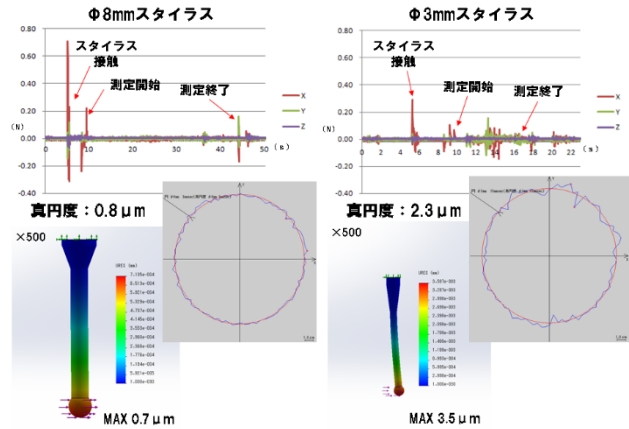 Φ8mmスタイラス
Φ3mmスタイラス
0.80
0.60
0.40
0.20
0.00
-0.20
0.40
(N)
スタイラス
接触
測定開始
測定終了
X
Y
Z
0
10
20
30
40
50
(s)
0.80
0.60
0.40
0.20
0.00
-0.20
-0.40
(N)
スタイラス
接触
測定開始
測定終了
X
Y
Z
0
2
4
6
8
10
12
14
16
18
20
22
(s)
真円度：0.8μm
真円度：2.3μm
×500
×500
MAX 0.7μm
MAX 3.5μm